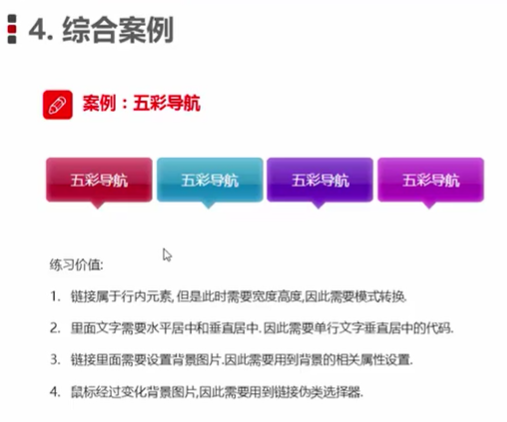 4. 综合案例
案例：五彩导航
五彩导航 五彩导航 五彩导航 五彩导航
练习价值:
1. 链接属于行内元素, 但是此时需要宽度高度,因此需要模式转换.
2. 里面文字需要水平居中和垂直居中. 因此需要单行文字垂直居中的代码.
3. 链接里面需要设置背景图片.因此需要用到背景的相关属性设置.
4. 鼠标经过变化背景图片,因此需要用到链接伪类选择器.